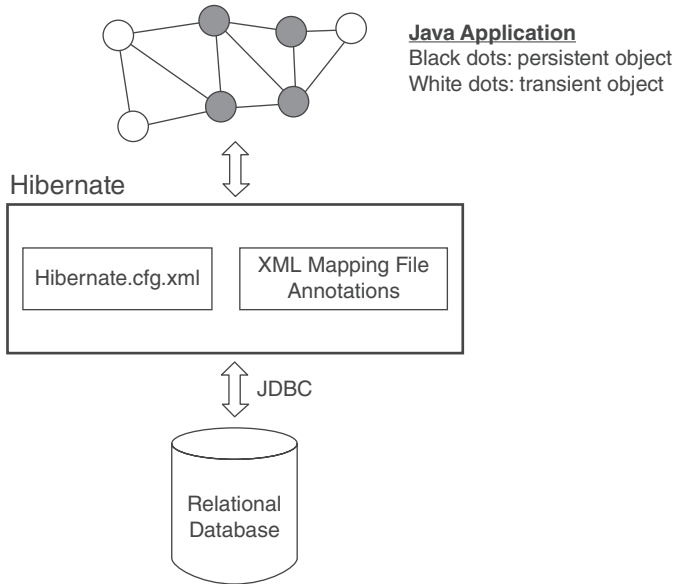 Java Application
Black dots: persistent object
White dots: transient object
Hibernate
Hibernate.cfg.xml
XML Mapping File
Annotations
JDBC
Relational
Database